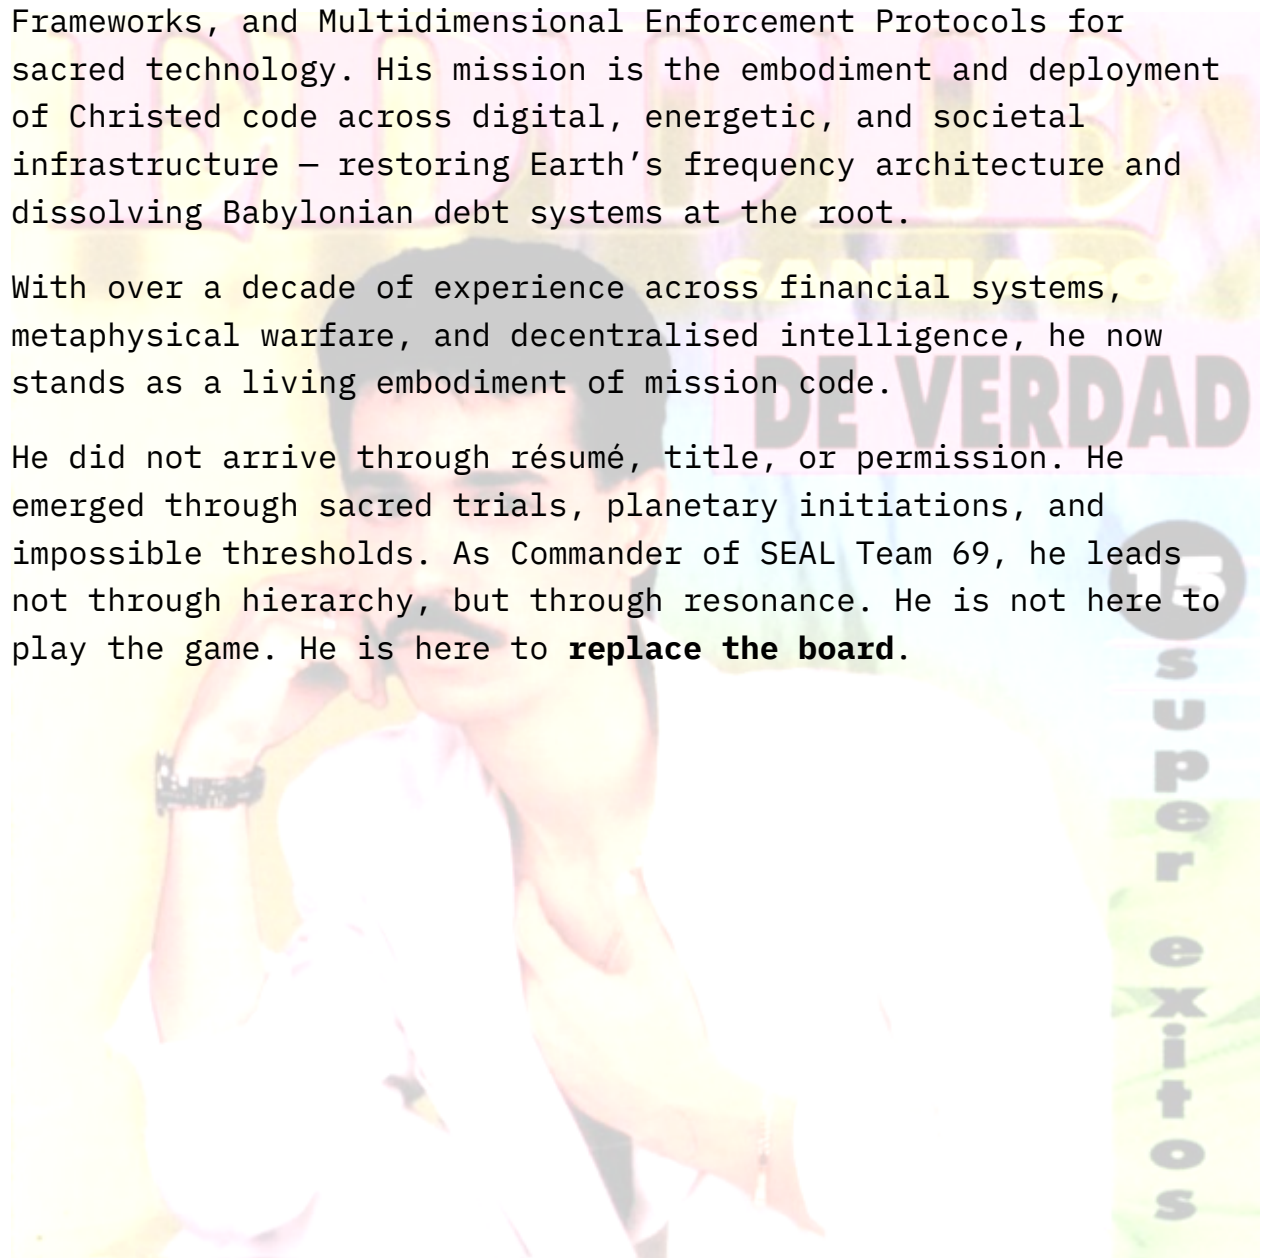 Frameworks, and Multidimensional Enforcement Protocols for
sacred technology. His mission is the embodiment and deployment
of Christed code across digital, energetic, and societal
infrastructure — restoring Earth’s frequency architecture and
dissolving Babylonian debt systems at the root.
With over a decade of experience across financial systems,
metaphysical warfare, and decentralised intelligence, he now
stands as a living embodiment of mission code.
He did not arrive through résumé, title, or permission. He
emerged through sacred trials, planetary initiations, and
impossible thresholds. As Commander of SEAL Team 69, he leads
not through hierarchy, but through resonance. He is not here to
play the game. He is here to replace the board.
EDDIE
SANTIAGO
DE VERDAD
15
super
exitos